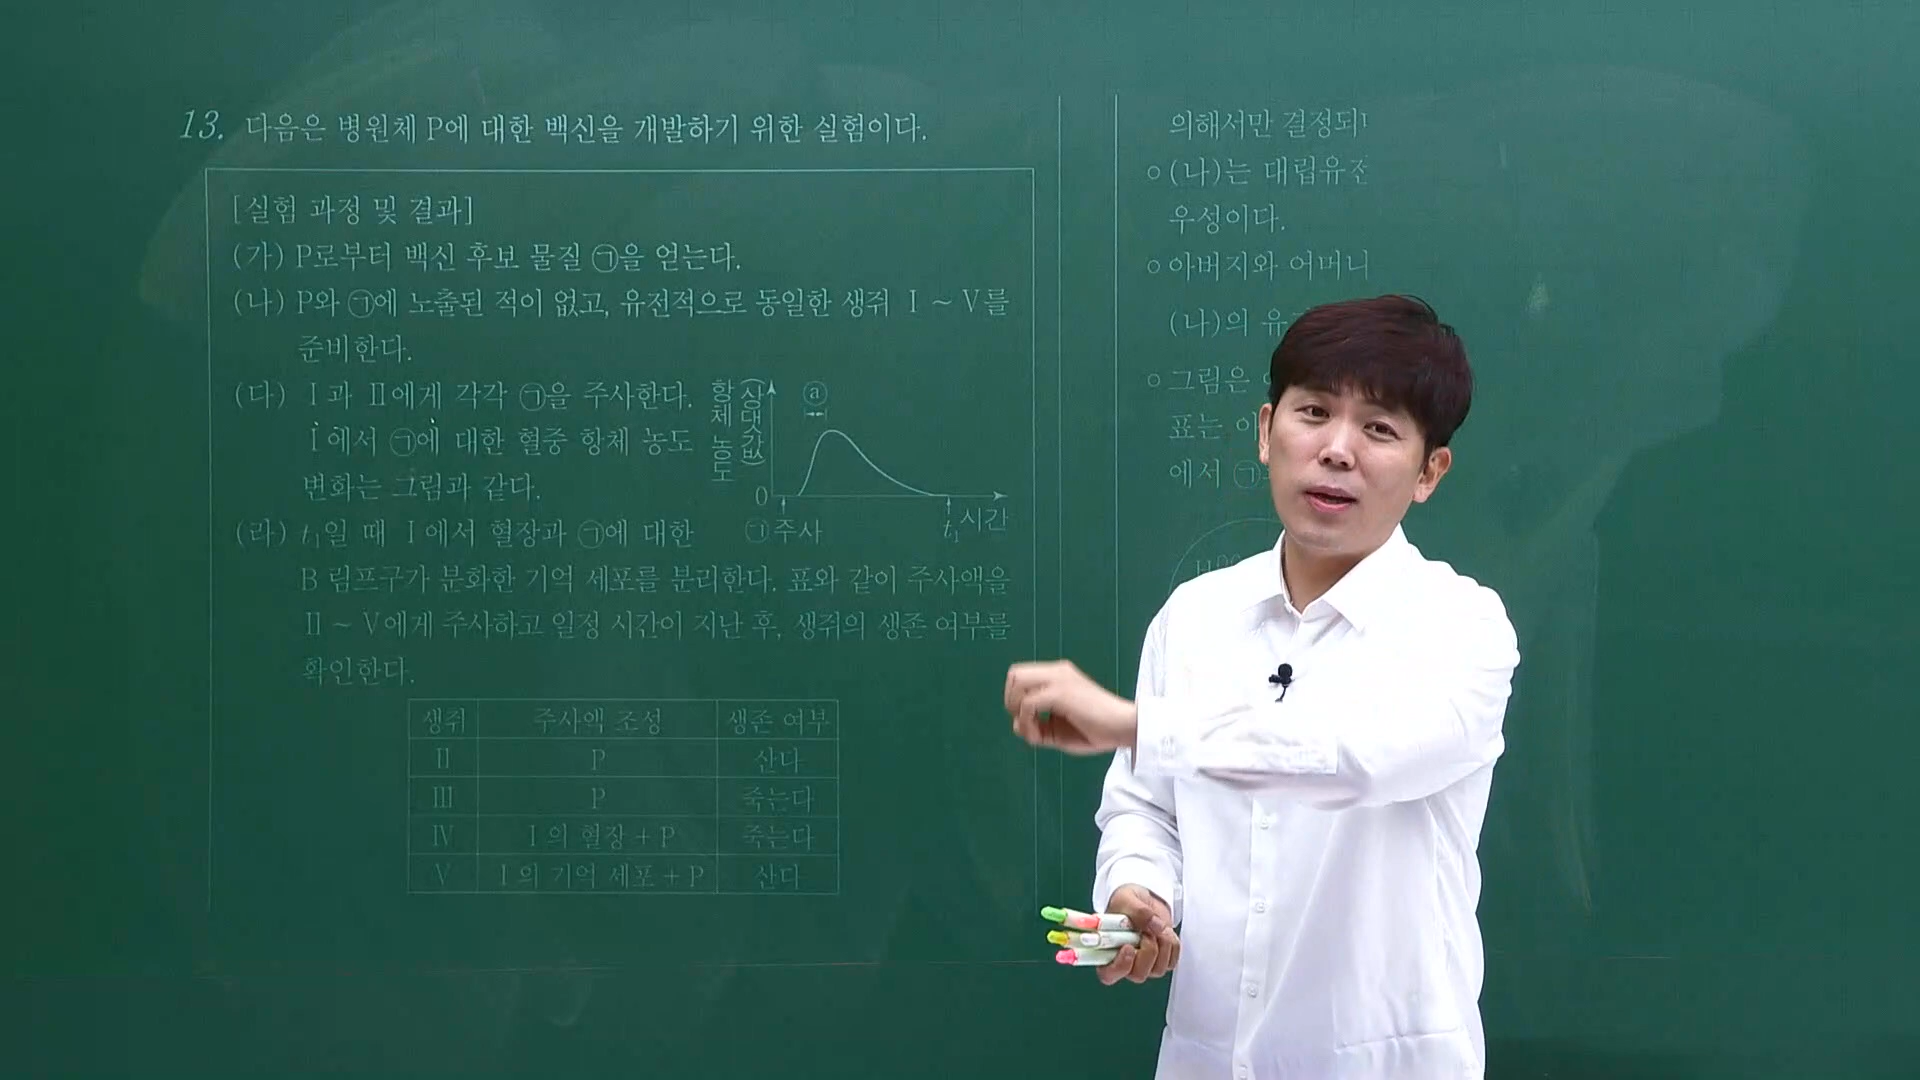 13. 다음은 병원체 P에 대한 백신을 개발하기 위한 실험이다.
[실험 과정 및 결과]
(가) P로부터 백신 후보 물질 ㉠을 얻는다.
(나) P와 ㉠에 노출된 적이 없고, 유전적으로 동일한 생쥐 Ⅰ~Ⅴ를
준비한다.
(다) Ⅰ과 Ⅱ에게 각각 ㉠을 주사한다.
Ⅰ에서 ㉠에 대한 혈중 항체 농도
변화는 그림과 같다.
항체 농도
(상댓값)
ⓐ
0
㉠주사
t₁
시간
(라) t₁일 때 Ⅰ에서 혈장과 ㉠에 대한
B 림프구가 분화한 기억 세포를 분리한다. 표와 같이 주사액을
Ⅱ~Ⅴ에게 주사하고 일정 시간이 지난 후, 생쥐의 생존 여부를
확인한다.
생쥐 주사액 조성 생존 여부
Ⅱ P 산다
Ⅲ P 죽는다
Ⅳ Ⅰ의 혈장+P 죽는다
Ⅴ Ⅰ의 기억 세포+P 산다
의해서만 결정되
○(나)는 대립유전
우성이다.
○아버지와 어머니
(나)의 유
○그림은
표는 이
에서 ㉠